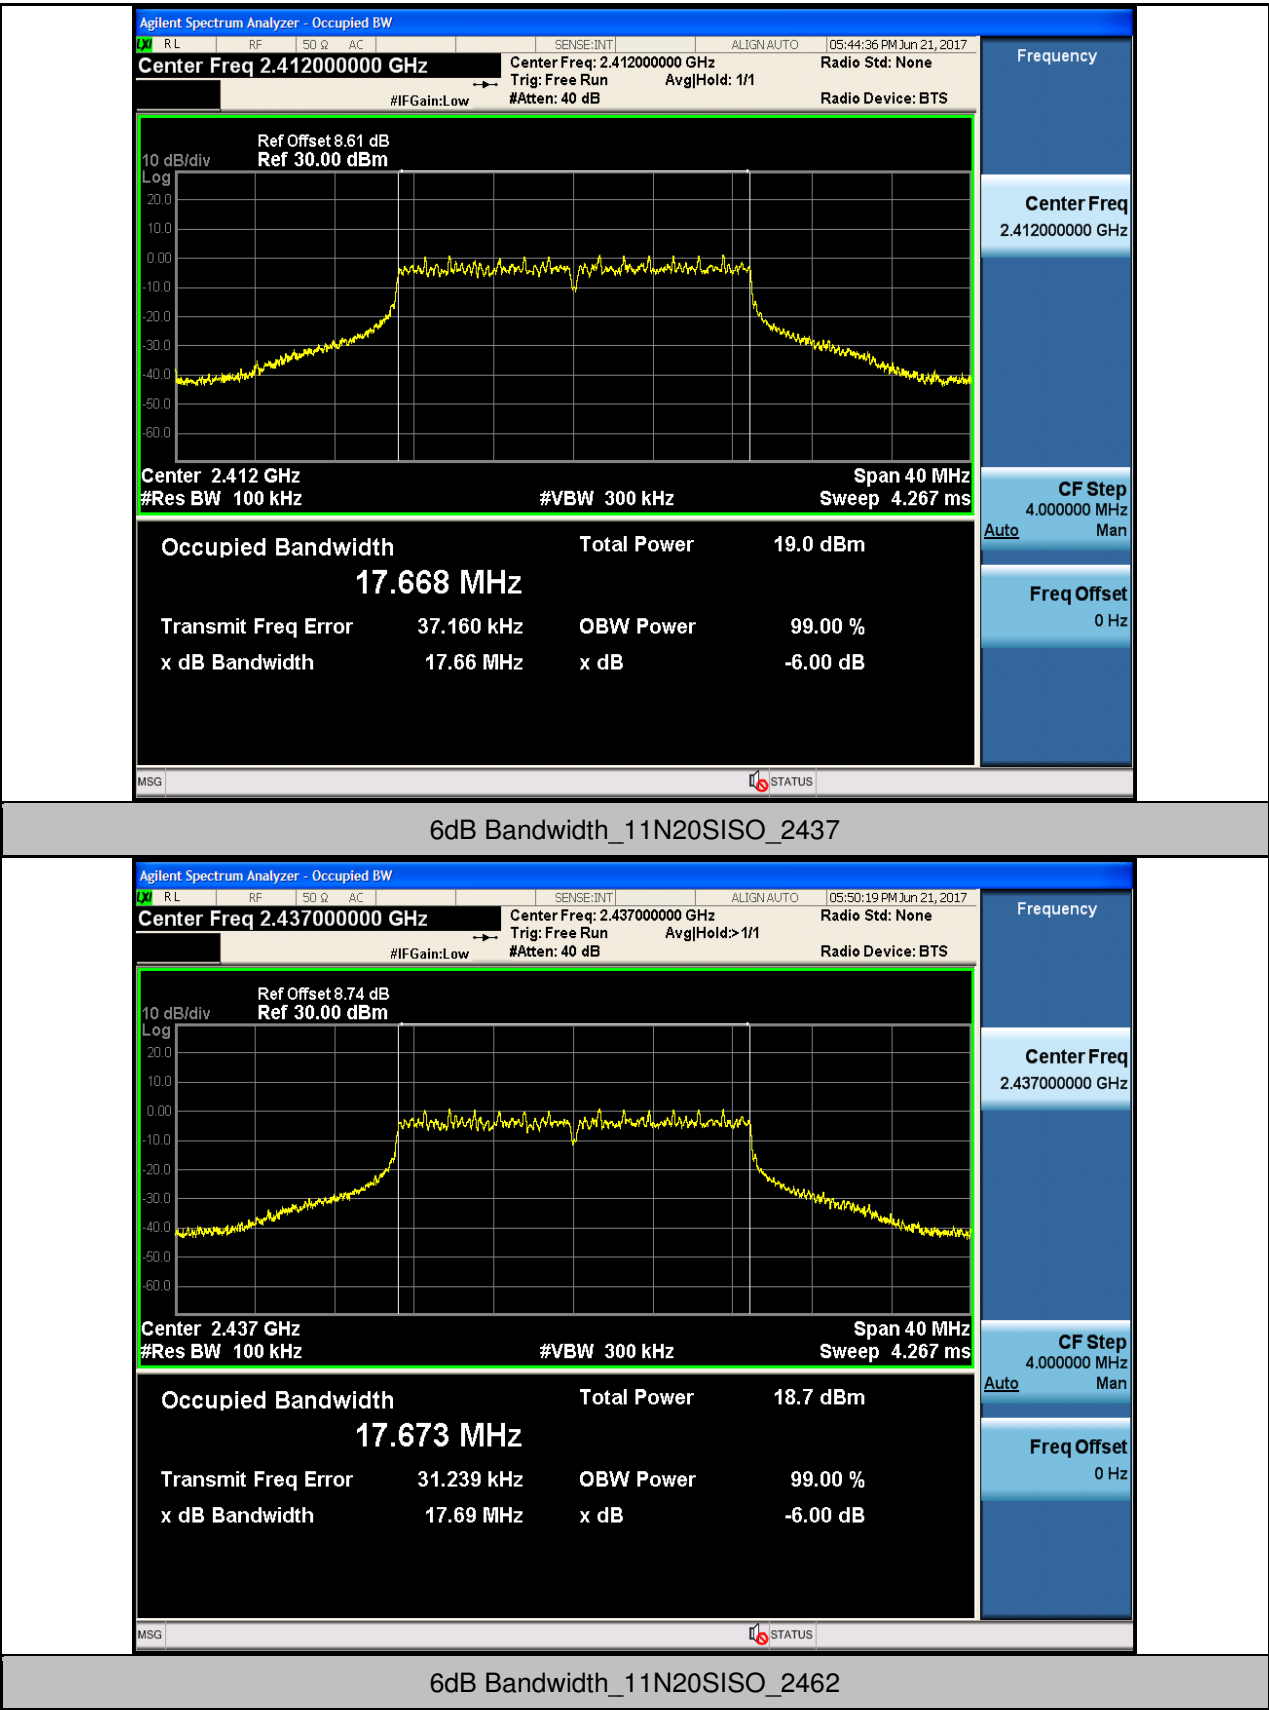 Agilent Spectrum Analyzer - Occupied BW
LXI RL RF 50 Ω AC SENSE:INT ALIGN AUTO 05:44:36 PM Jun 21, 2017
Center Freq 2.412000000 GHz
Center Freq: 2.412000000 GHz
Radio Std: None
Trig: Free Run Avg|Hold: 1/1
#IFGain:Low #Atten: 40 dB Radio Device: BTS
Ref Offset 8.61 dB
10 dB/div Ref 30.00 dBm
Log
20.0
10.0
0.00
-10.0
-20.0
-30.0
-40.0
-50.0
-60.0
Center 2.412 GHz Span 40 MHz
#Res BW 100 kHz #VBW 300 kHz Sweep 4.267 ms
Occupied Bandwidth Total Power 19.0 dBm
17.668 MHz
Transmit Freq Error 37.160 kHz OBW Power 99.00 %
x dB Bandwidth 17.66 MHz x dB -6.00 dB
MSG STATUS
Frequency
Center Freq
2.412000000 GHz
CF Step
4.000000 MHz
Auto Man
Freq Offset
0 Hz
6dB Bandwidth_11N20SISO_2437
Agilent Spectrum Analyzer - Occupied BW
LXI RL RF 50 Ω AC SENSE:INT ALIGN AUTO 05:50:19 PM Jun 21, 2017
Center Freq 2.437000000 GHz
Center Freq: 2.437000000 GHz
Radio Std: None
Trig: Free Run Avg|Hold:>1/1
#IFGain:Low #Atten: 40 dB Radio Device: BTS
Ref Offset 8.74 dB
10 dB/div Ref 30.00 dBm
Log
20.0
10.0
0.00
-10.0
-20.0
-30.0
-40.0
-50.0
-60.0
Center 2.437 GHz Span 40 MHz
#Res BW 100 kHz #VBW 300 kHz Sweep 4.267 ms
Occupied Bandwidth Total Power 18.7 dBm
17.673 MHz
Transmit Freq Error 31.239 kHz OBW Power 99.00 %
x dB Bandwidth 17.69 MHz x dB -6.00 dB
MSG STATUS
Frequency
Center Freq
2.437000000 GHz
CF Step
4.000000 MHz
Auto Man
Freq Offset
0 Hz
6dB Bandwidth_11N20SISO_2462